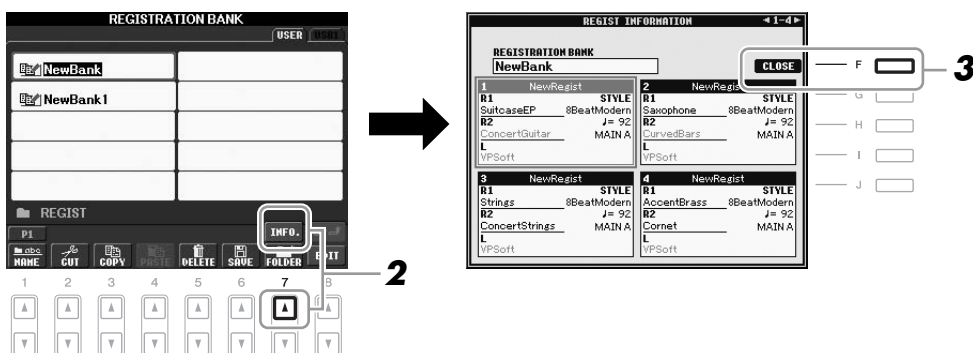 REGISTRATION BANK
USER USB1
NewBank
NewBank1
REGIST
P1 INFO.
NAME CUT COPY PASTE DELETE SAVE FOLDER EDIT
1 2 3 4 5 6 7 8
2
REGIST INFORMATION 1-4
REGISTRATION BANK
NewBank
CLOSE
1 NewRegist
R1 STYLE
SuitcaseEP 8BeatModern
R2 ♩= 92
ConcertGuitar MAIN A
L
VPSoft
2 NewRegist
R1 STYLE
Saxophone 8BeatModern
R2 ♩= 92
CurvedBars MAIN A
L
VPSoft
3 NewRegist
R1 STYLE
Strings 8BeatModern
R2 ♩= 92
ConcertStrings MAIN A
L
VPSoft
4 NewRegist
R1 STYLE
AccentBrass 8BeatModern
R2 ♩= 92
Cornet MAIN A
L
VPSoft
F
3
G
H
I
J